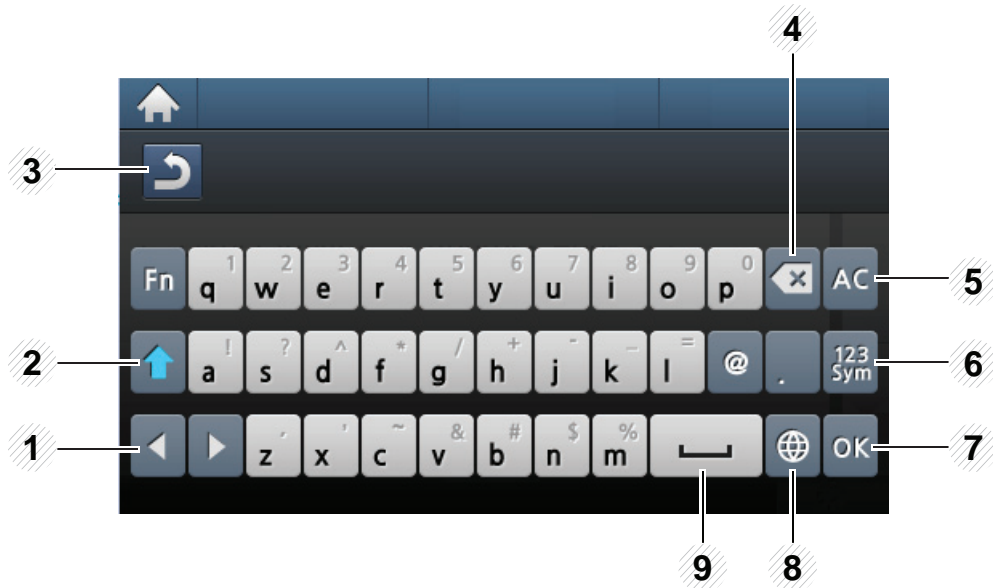 4
3
Fn 1 q 2 w 3 e 4 r 5 t 6 y 7 u 8 i 9 o 0 p AC 5
2 ! a ? s ^ d * f / g + h - j _ k = l @ . 123 Sym 6
1 ´ z ' x ~ c & v # b $ n % m OK 7
9 8